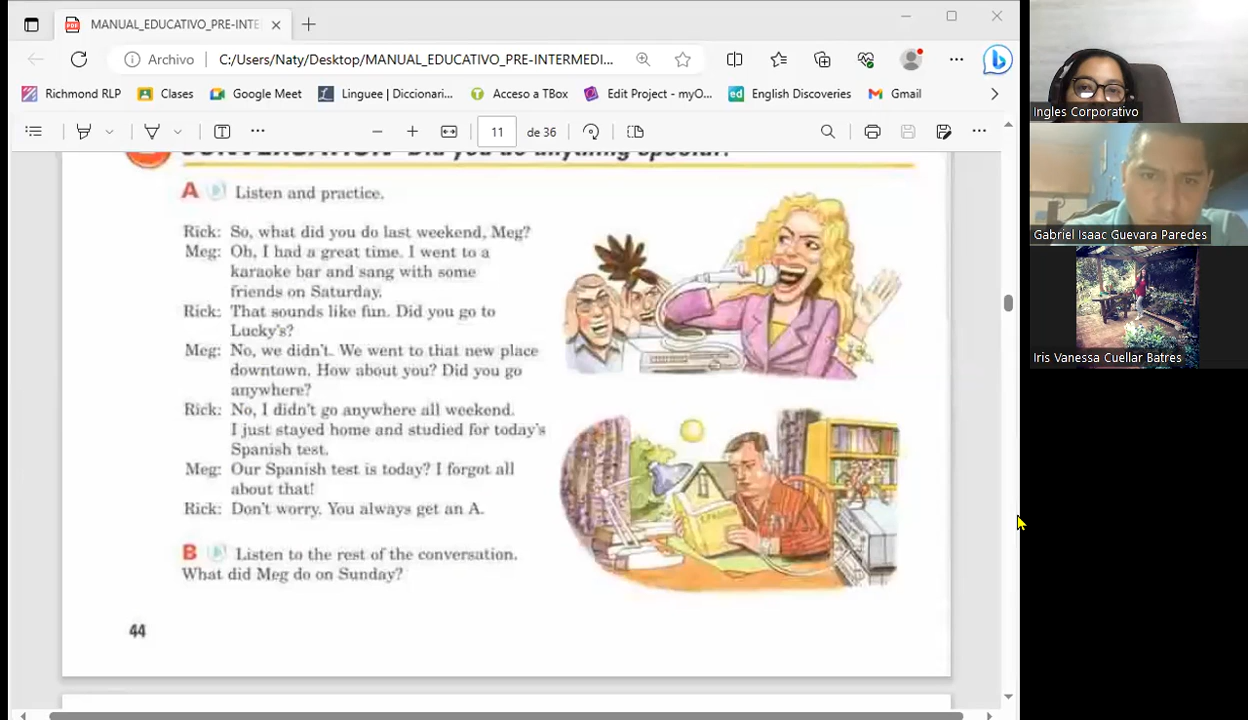 MANUAL_EDUCATIVO_PRE-INTE
Archivo
C:/Users/Naty/Desktop/MANUAL_EDUCATIVO_PRE-INTERMEDI...
Richmond RLP
Clases
Google Meet
Linguee | Diccionari...
Acceso a TBox
Edit Project - myO...
English Discoveries
Gmail
11
de 36
A Listen and practice.
Rick: So, what did you do last weekend, Meg?
Meg: Oh, I had a great time. I went to a
karaoke bar and sang with some
friends on Saturday.
Rick: That sounds like fun. Did you go to
Lucky's?
Meg: No, we didn't. We went to that new place
downtown. How about you? Did you go
anywhere?
Rick: No, I didn't go anywhere all weekend.
I just stayed home and studied for today's
Spanish test.
Meg: Our Spanish test is today? I forgot all
about that!
Rick: Don't worry. You always get an A.
B Listen to the rest of the conversation.
What did Meg do on Sunday?
44
Ingles Corporativo
Gabriel Isaac Guevara Paredes
Iris Vanessa Cuellar Batres